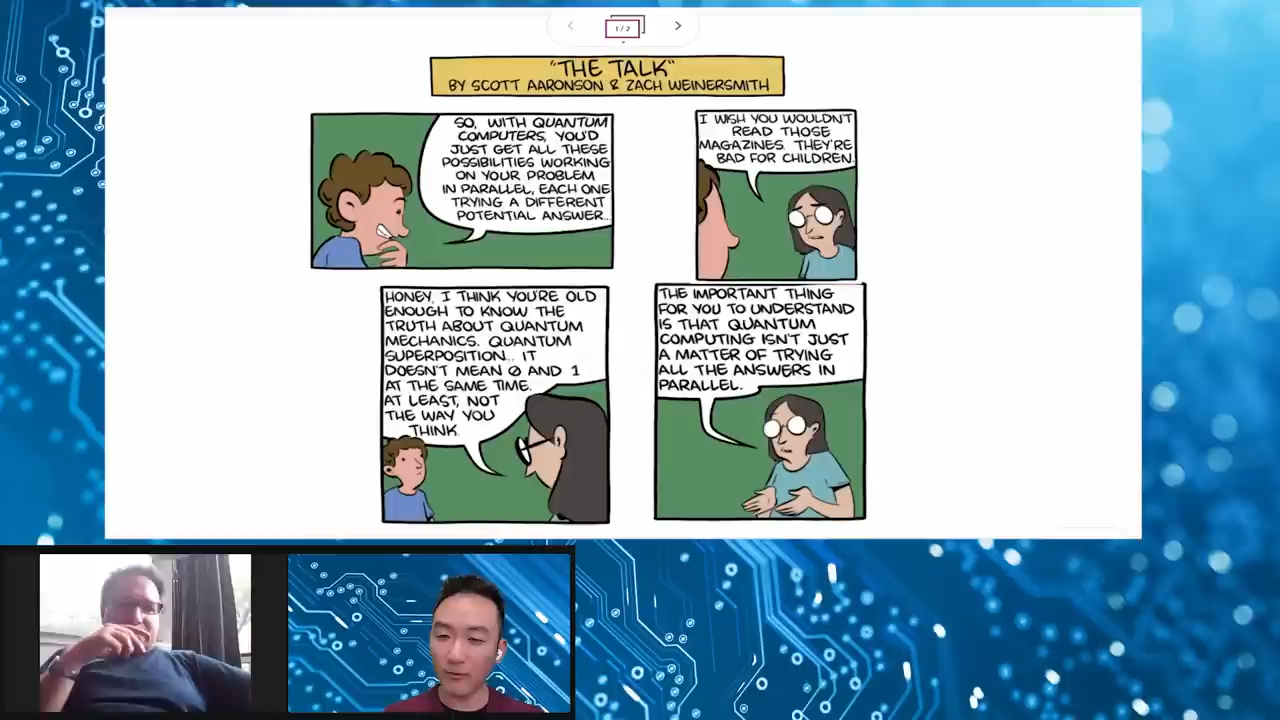 1/2
"THE TALK"
BY SCOTT AARONSON & ZACH WEINERSMITH
SO, WITH QUANTUM
COMPUTERS, YOU'D
JUST GET ALL THESE
POSSIBILITIES WORKING
ON YOUR PROBLEM
IN PARALLEL, EACH ONE
TRYING A DIFFERENT
POTENTIAL ANSWER...
I WISH YOU WOULDN'T
READ THOSE
MAGAZINES. THEY'RE
BAD FOR CHILDREN.
HONEY, I THINK YOU'RE OLD
ENOUGH TO KNOW THE
TRUTH ABOUT QUANTUM
MECHANICS. QUANTUM
SUPERPOSITION... IT
DOESN'T MEAN 0 AND 1
AT THE SAME TIME.
AT LEAST, NOT
THE WAY YOU
THINK.
THE IMPORTANT THING
FOR YOU TO UNDERSTAND
IS THAT QUANTUM
COMPUTING ISN'T JUST
A MATTER OF TRYING
ALL THE ANSWERS IN
PARALLEL.